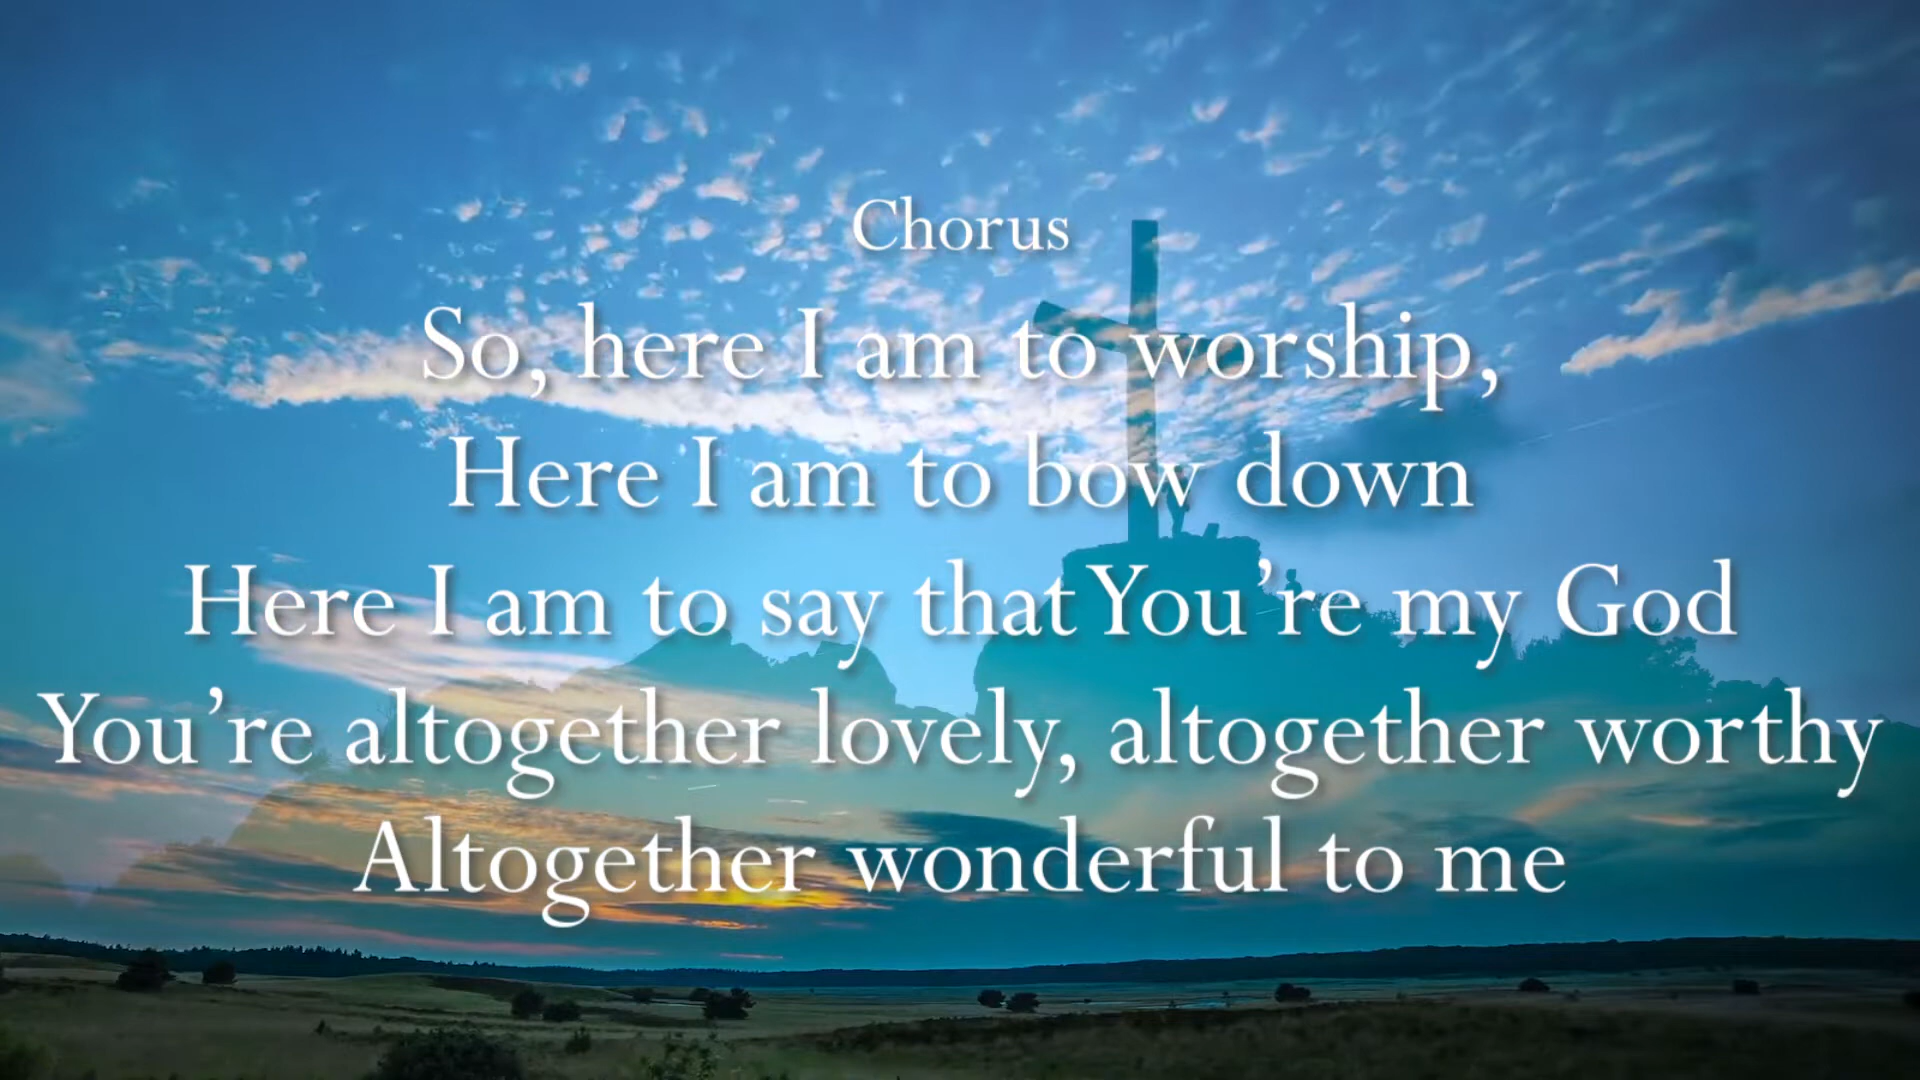 Chorus
So, here I am to worship,
Here I am to bow down
Here I am to say that You’re my God
You’re altogether lovely, altogether worthy
Altogether wonderful to me